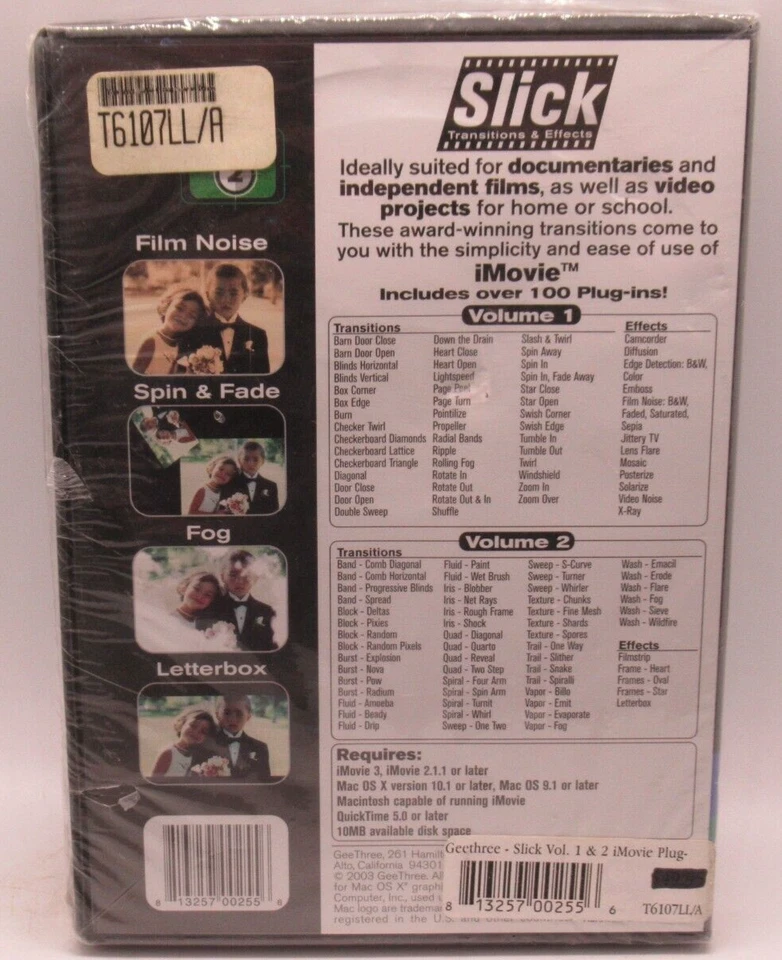 T6107LL/A
2
Film Noise
Spin & Fade
Fog
Letterbox
8 13257 00255 6
Slick
Transitions & Effects
Ideally suited for documentaries and
independent films, as well as video
projects for home or school.
These award-winning transitions come to
you with the simplicity and ease of use of
iMovie™
Includes over 100 Plug-ins!
Volume 1
Transitions
Barn Door Close
Barn Door Open
Blinds Horizontal
Blinds Vertical
Box Corner
Box Edge
Burn
Checker Twirl
Checkerboard Diamonds
Checkerboard Lattice
Checkerboard Triangle
Diagonal
Door Close
Door Open
Double Sweep
Down the Drain
Heart Close
Heart Open
Lightspeed
Page Peel
Page Turn
Pointilize
Propeller
Radial Bands
Ripple
Rolling Fog
Rotate In
Rotate Out
Rotate Out & In
Shuffle
Slash & Twirl
Spin Away
Spin In
Spin In, Fade Away
Star Close
Star Open
Swish Corner
Swish Edge
Tumble In
Tumble Out
Twirl
Windshield
Zoom In
Zoom Over
Effects
Camcorder
Diffusion
Edge Detection: B&W,
Color
Emboss
Film Noise: B&W,
Faded, Saturated,
Sepia
Jittery TV
Lens Flare
Mosaic
Posterize
Solarize
Video Noise
X-Ray
Volume 2
Transitions
Band - Comb Diagonal
Band - Comb Horizontal
Band - Progressive Blinds
Band - Spread
Block - Deltas
Block - Pixies
Block - Random
Block - Random Pixels
Burst - Explosion
Burst - Nova
Burst - Pow
Burst - Radium
Fluid - Amoeba
Fluid - Beady
Fluid - Drip
Fluid - Paint
Fluid - Wet Brush
Iris - Blobber
Iris - Net Rays
Iris - Rough Frame
Iris - Shock
Quad - Diagonal
Quad - Quarto
Quad - Reveal
Quad - Two Step
Spiral - Four Arm
Spiral - Spin Arm
Spiral - Turnit
Spiral - Whirl
Sweep - One Two
Sweep - S-Curve
Sweep - Turner
Sweep - Whirler
Texture - Chunks
Texture - Fine Mesh
Texture - Shards
Texture - Spores
Trail - One Way
Trail - Slither
Trail - Snake
Trail - Spiralli
Vapor - Billo
Vapor - Emit
Vapor - Evaporate
Vapor - Fog
Wash - Emacil
Wash - Erode
Wash - Flare
Wash - Fog
Wash - Sieve
Wash - Wildfire
Effects
Filmstrip
Frame - Heart
Frames - Oval
Frames - Star
Letterbox
Requires:
iMovie 3, iMovie 2.1.1 or later
Mac OS X version 10.1 or later, Mac OS 9.1 or later
Macintosh capable of running iMovie
QuickTime 5.0 or later
10MB available disk space
GeeThree, 261 Hamilt
Alto, California 94301
© 2003 GeeThree. All
for Mac OS X graphi
Computer, Inc., used u
Mac logo are tradema
registered in the U.S. and other
Geethree - Slick Vol. 1 & 2 iMovie Plug-
8 13257 00255 6
T6107LL/A